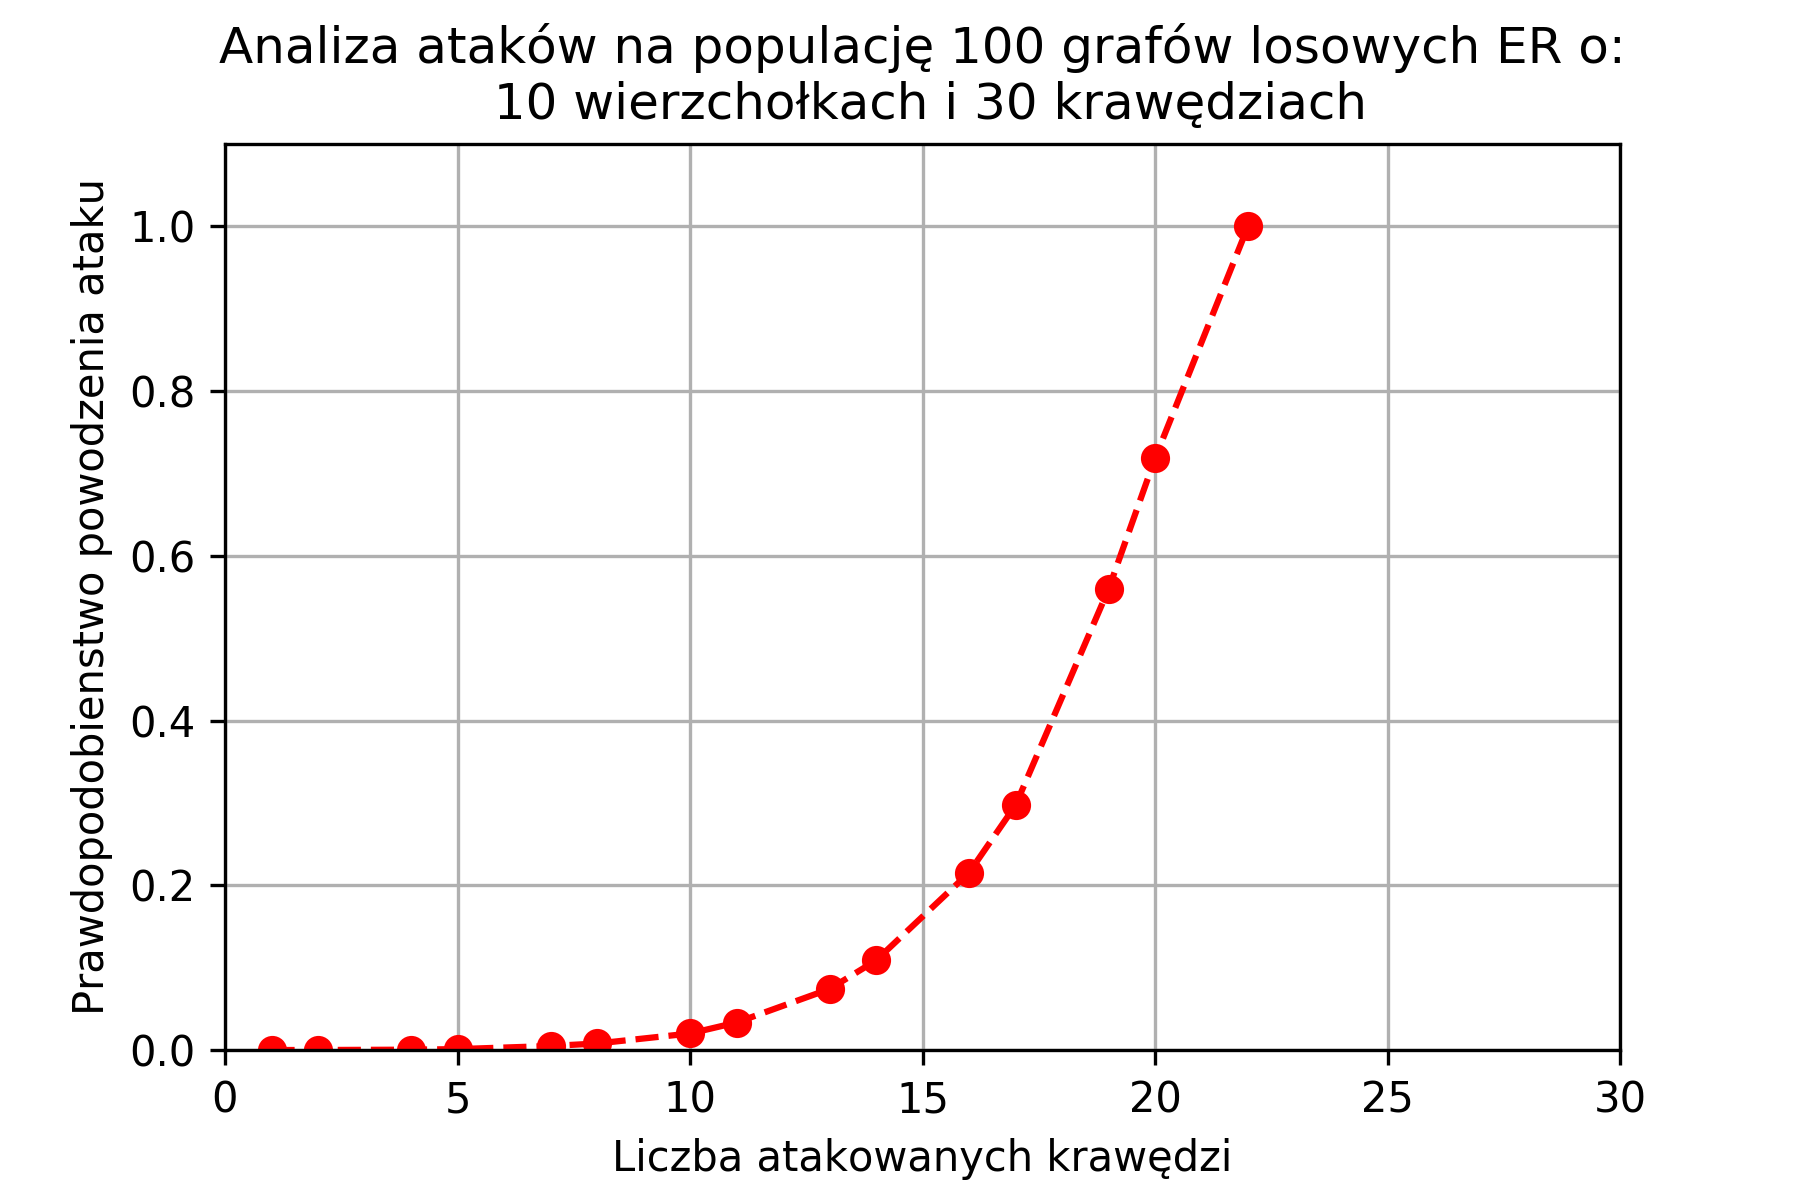 Analiza ataków na populację 100 grafów losowych ER o:
10 wierzchołkach i 30 krawędziach
Prawdopodobienstwo powodzenia ataku
1.0
0.8
0.6
0.4
0.2
0.0
0 5 10 15 20 25 30
Liczba atakowanych krawędzi